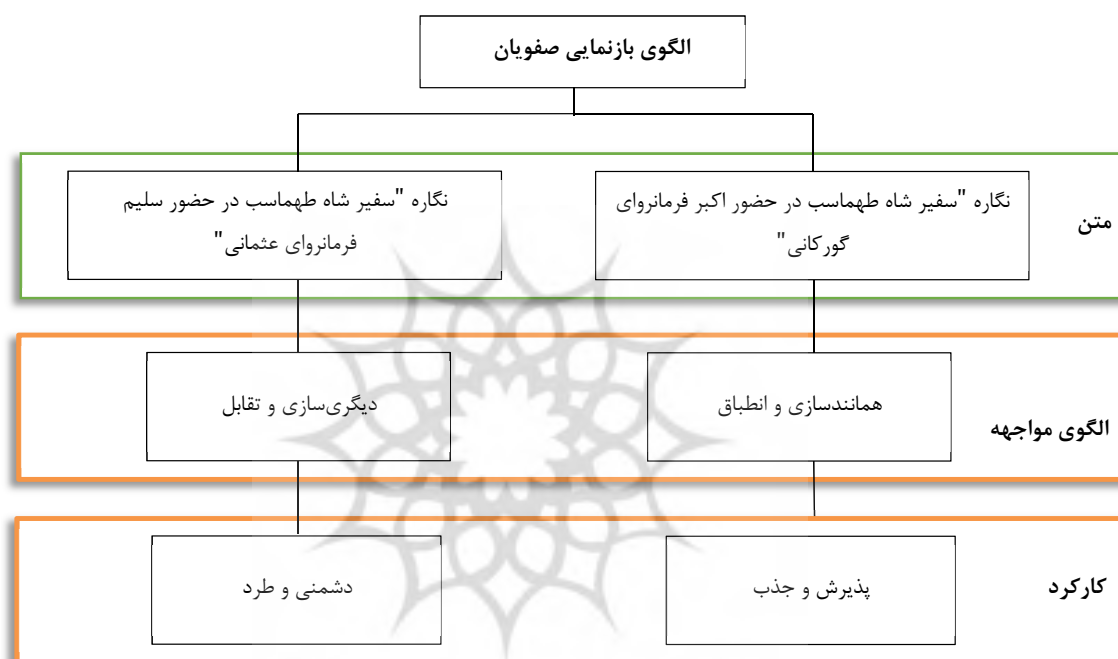 الگوی بازنمایی صفویان
متن
نگاره "سفیر شاه طهماسب در حضور اکبر فرمانروای
گورکانی"
نگاره "سفیر شاه طهماسب در حضور سلیم
فرمانروای عثمانی"
الگوی مواجهه
همانندسازی و انطباق
دیگری‌سازی و تقابل
کارکرد
پذیرش و جذب
دشمنی و طرد